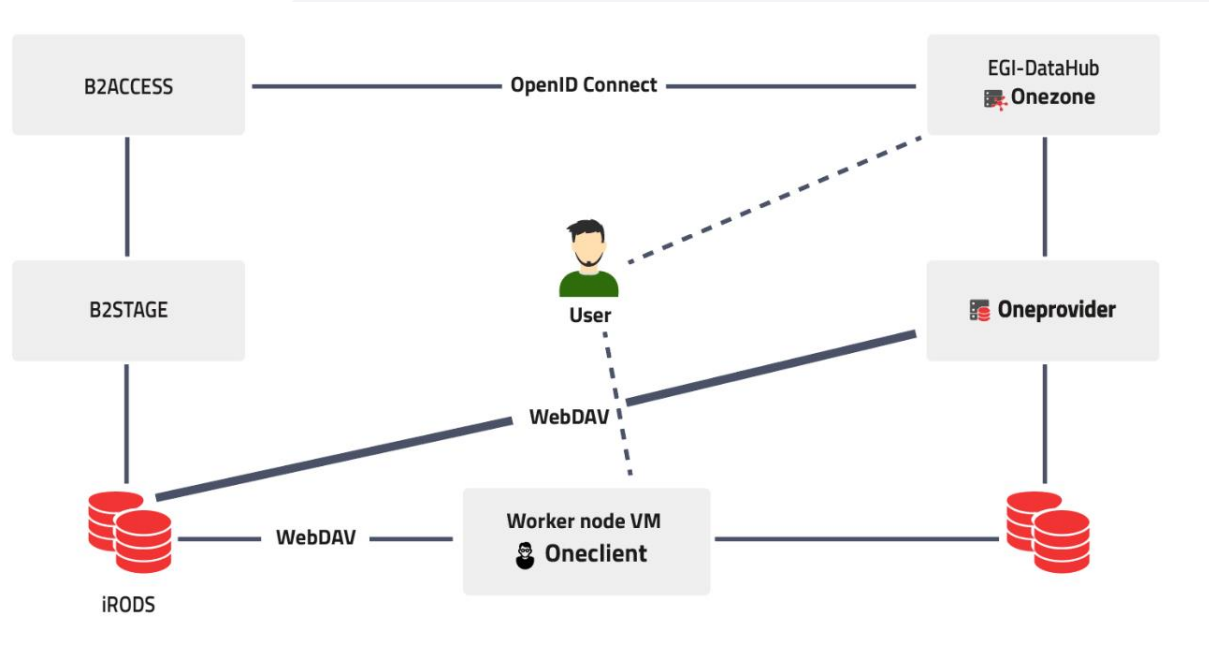 B2ACCESS
OpenID Connect
EGI-DataHub
Onezone
B2STAGE
User
Oneprovider
WebDAV
WebDAV
Worker node VM
Oneclient
iRODS